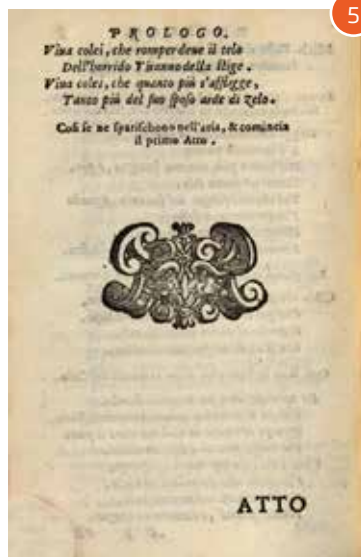 5
PROLOGO.
Viua colei, che romper deue il telo
Dell'horrido Tiranno della stige.
Viua colei, che quanto più s'affligge,
Tanto più del suo sposo arde di zelo.
Così se ne sparischono nell'aria, & comincia
il primo Atto.
ATTO